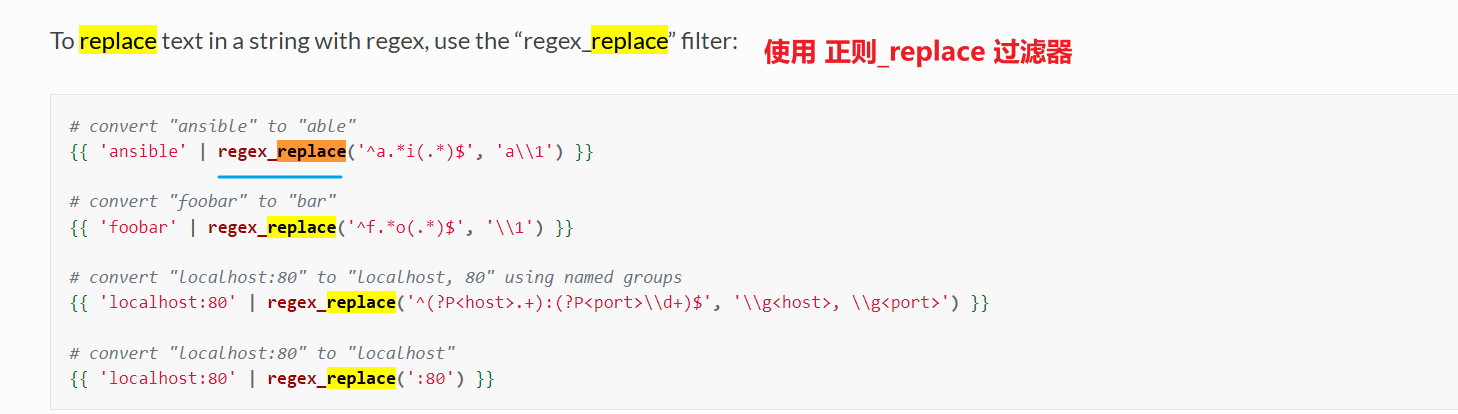 To replace text in a string with regex, use the “regex_replace” filter: 使用 正则_replace 过滤器
# convert "ansible" to "able"
{{ 'ansible' | regex_replace('^a.*i(.*)$', 'a\\1') }}
# convert "foobar" to "bar"
{{ 'foobar' | regex_replace('^f.*o(.*)$', '\\1') }}
# convert "localhost:80" to "localhost, 80" using named groups
{{ 'localhost:80' | regex_replace('^(?P<host>.+):(?P<port>\\d+)$', '\\g<host>, \\g<port>') }}
# convert "localhost:80" to "localhost"
{{ 'localhost:80' | regex_replace(':80') }}